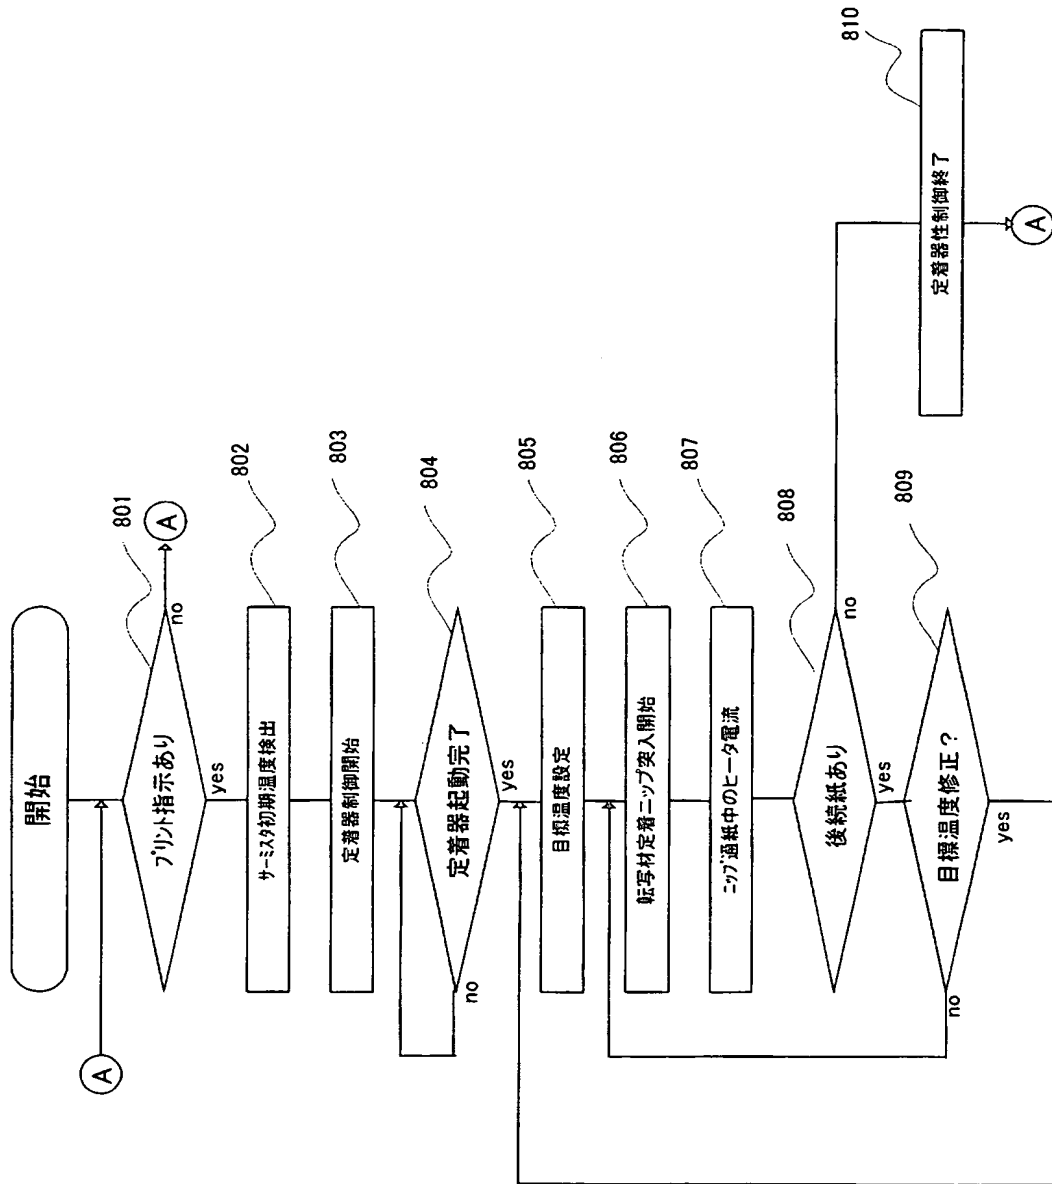 開始
A
プリント指示あり
801
no
A
yes
サーミスタ初期温度検出
802
定着器制御開始
803
定着器起動完了
804
no
yes
目標温度設定
805
転写材定着ニップ突入開始
806
ニップ通紙中のヒータ電流
807
後続紙あり
808
no
yes
目標温度修正？
809
no
yes
定着器性制御終了
810
A